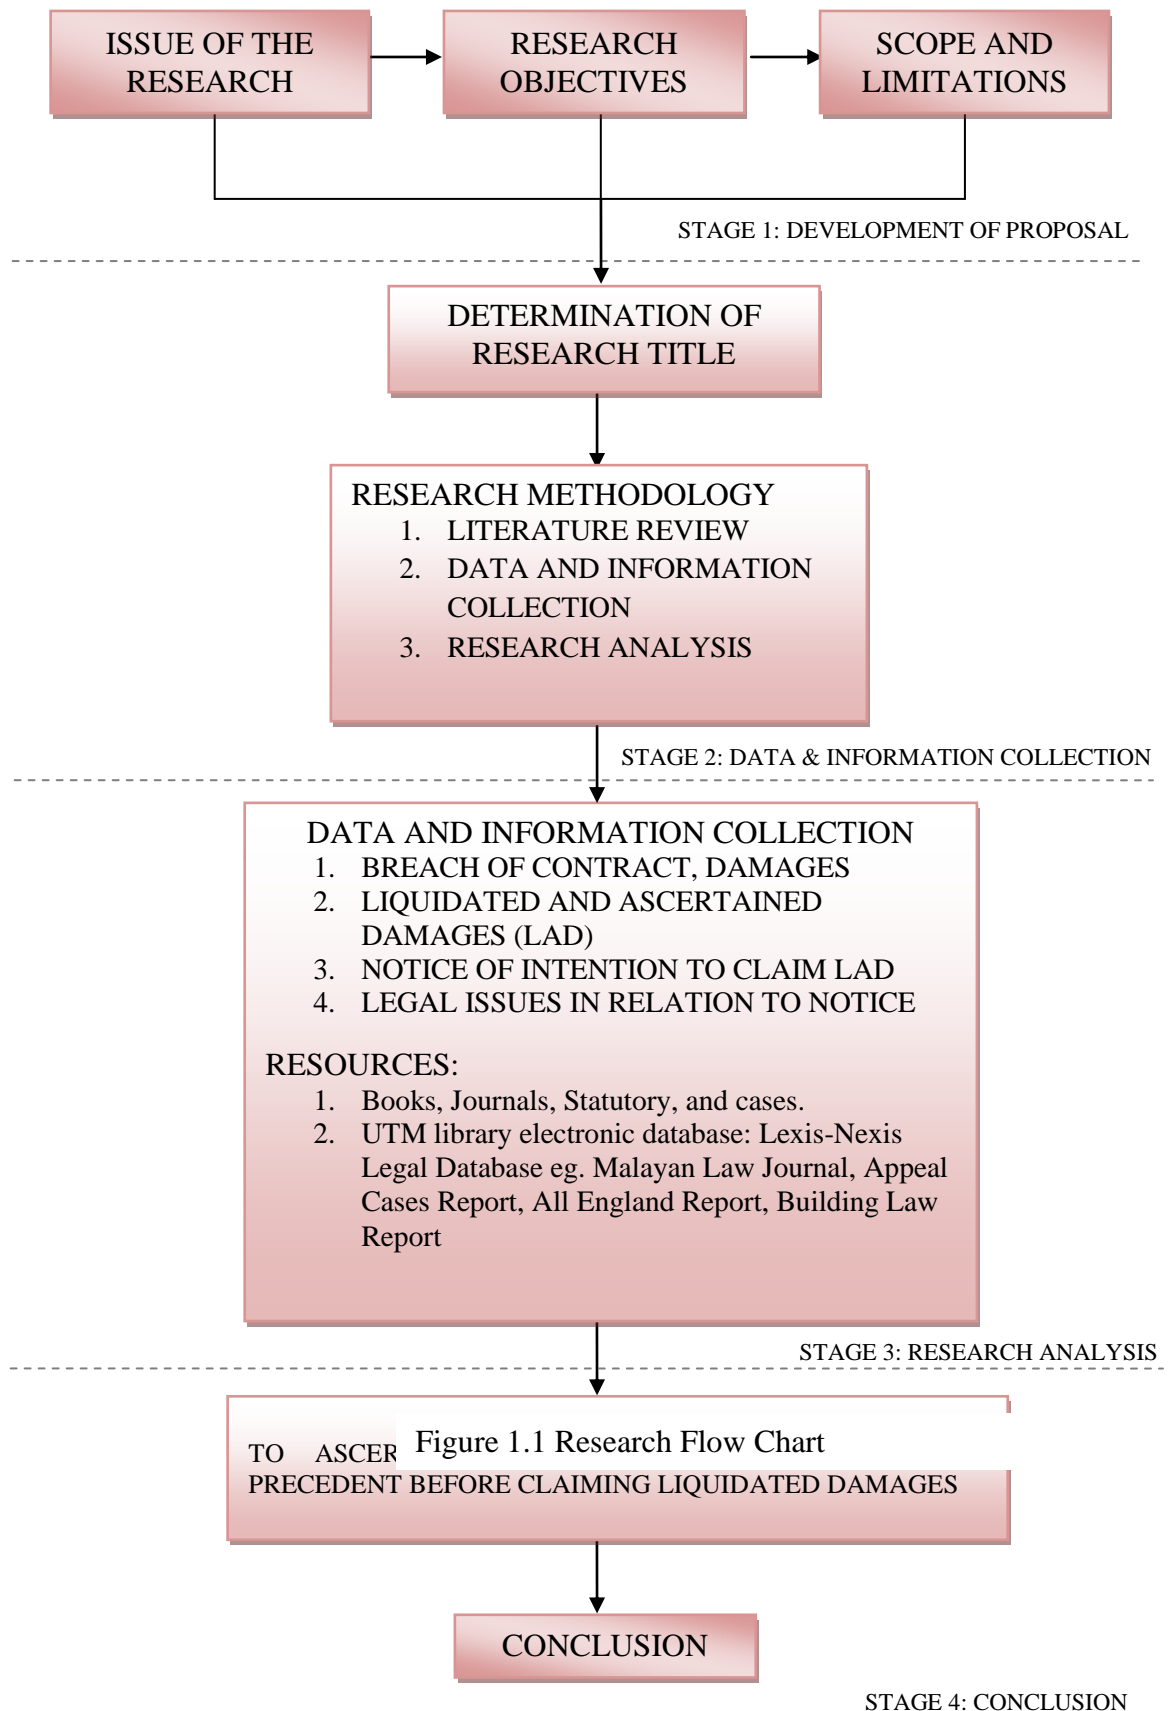 ISSUE OF THE
RESEARCH
RESEARCH
OBJECTIVES
SCOPE AND
LIMITATIONS
STAGE 1: DEVELOPMENT OF PROPOSAL
DETERMINATION OF
RESEARCH TITLE
RESEARCH METHODOLOGY
1. LITERATURE REVIEW
2. DATA AND INFORMATION
COLLECTION
3. RESEARCH ANALYSIS
STAGE 2: DATA & INFORMATION COLLECTION
DATA AND INFORMATION COLLECTION
1. BREACH OF CONTRACT, DAMAGES
2. LIQUIDATED AND ASCERTAINED
DAMAGES (LAD)
3. NOTICE OF INTENTION TO CLAIM LAD
4. LEGAL ISSUES IN RELATION TO NOTICE
RESOURCES:
1. Books, Journals, Statutory, and cases.
2. UTM library electronic database: Lexis-Nexis
Legal Database eg. Malayan Law Journal, Appeal
Cases Report, All England Report, Building Law
Report
STAGE 3: RESEARCH ANALYSIS
TO
Figure 1.1 Research Flow Chart
PRECEDENT BEFORE CLAIMING LIQUIDATED DAMAGES
CONCLUSION
STAGE 4: CONCLUSION